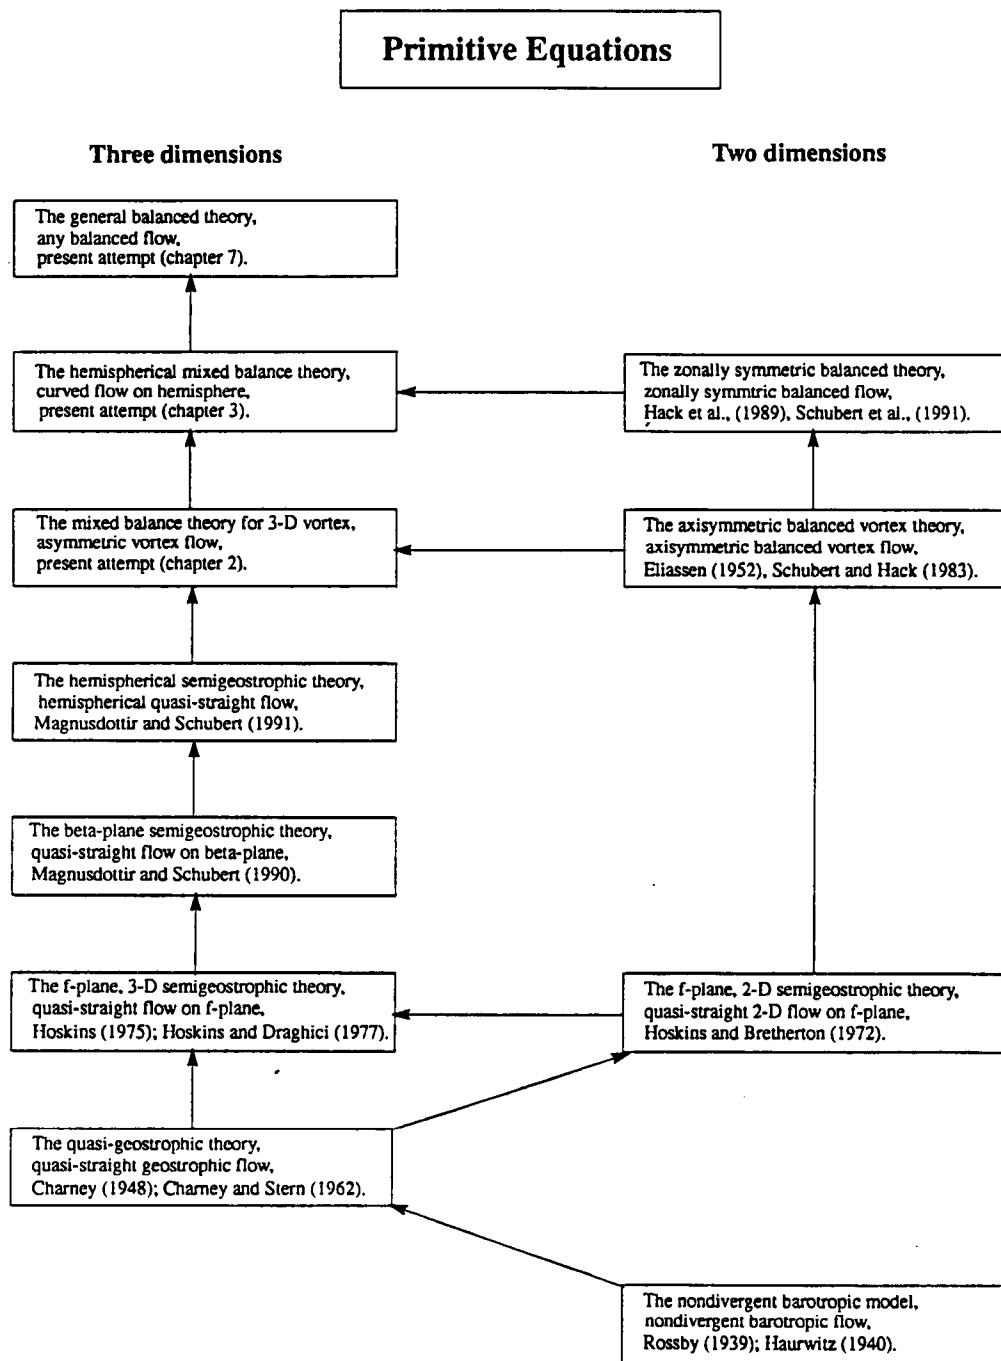 Primitive Equations
Three dimensions
Two dimensions
The general balanced theory,
any balanced flow,
present attempt (chapter 7).
The hemispherical mixed balance theory,
curved flow on hemisphere,
present attempt (chapter 3).
The zonally symmetric balanced theory,
zonally symmtric balanced flow,
Hack et al., (1989), Schubert et al., (1991).
The mixed balance theory for 3-D vortex,
asymmetric vortex flow,
present attempt (chapter 2).
The axisymmetric balanced vortex theory,
axisymmetric balanced vortex flow,
Eliassen (1952), Schubert and Hack (1983).
The hemispherical semigeostrophic theory,
hemispherical quasi-straight flow,
Magnusdottir and Schubert (1991).
The beta-plane semigeostrophic theory,
quasi-straight flow on beta-plane,
Magnusdottir and Schubert (1990).
The f-plane, 3-D semigeostrophic theory,
quasi-straight flow on f-plane,
Hoskins (1975); Hoskins and Draghici (1977).
The f-plane, 2-D semigeostrophic theory,
quasi-straight 2-D flow on f-plane,
Hoskins and Bretherton (1972).
The quasi-geostrophic theory,
quasi-straight geostrophic flow,
Charney (1948); Charney and Stern (1962).
The nondivergent barotropic model,
nondivergent barotropic flow,
Rossby (1939); Haurwitz (1940).